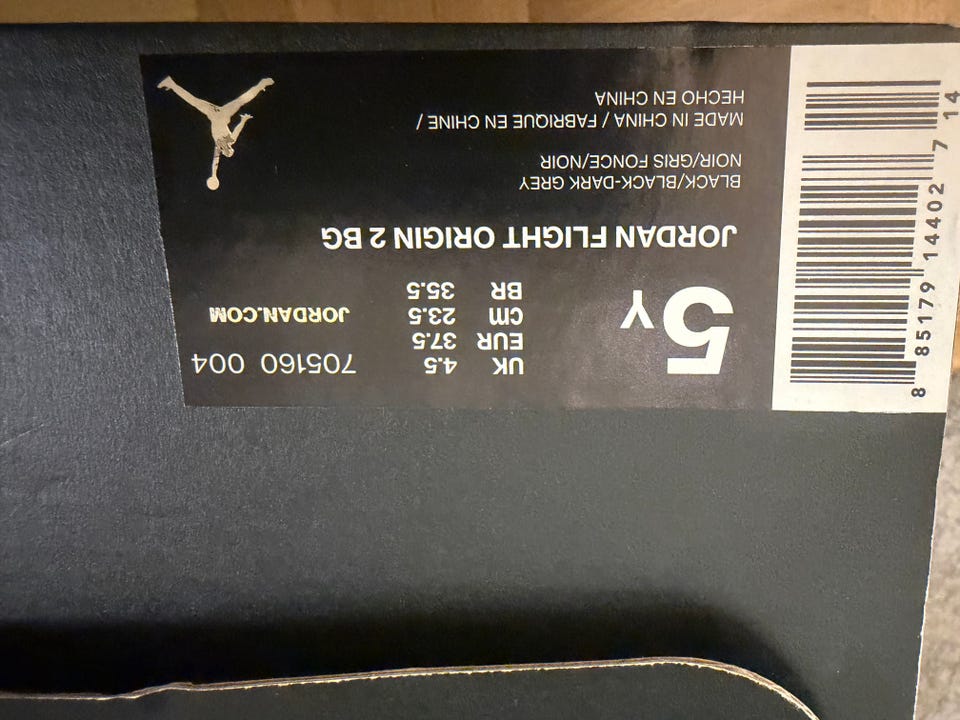 5Y
UK 4.5
EUR 37.5
cm 23.5
BR 35.5
705160 004
JORDAN.COM
JORDAN FLIGHT ORIGIN 2 BG
BLACK/BLACK-DARK GREY
NOIR/GRIS FONCE/NOIR
MADE IN CHINA / FABRIQUE EN CHINE /
HECHO EN CHINA
8 85179 14402 7 14